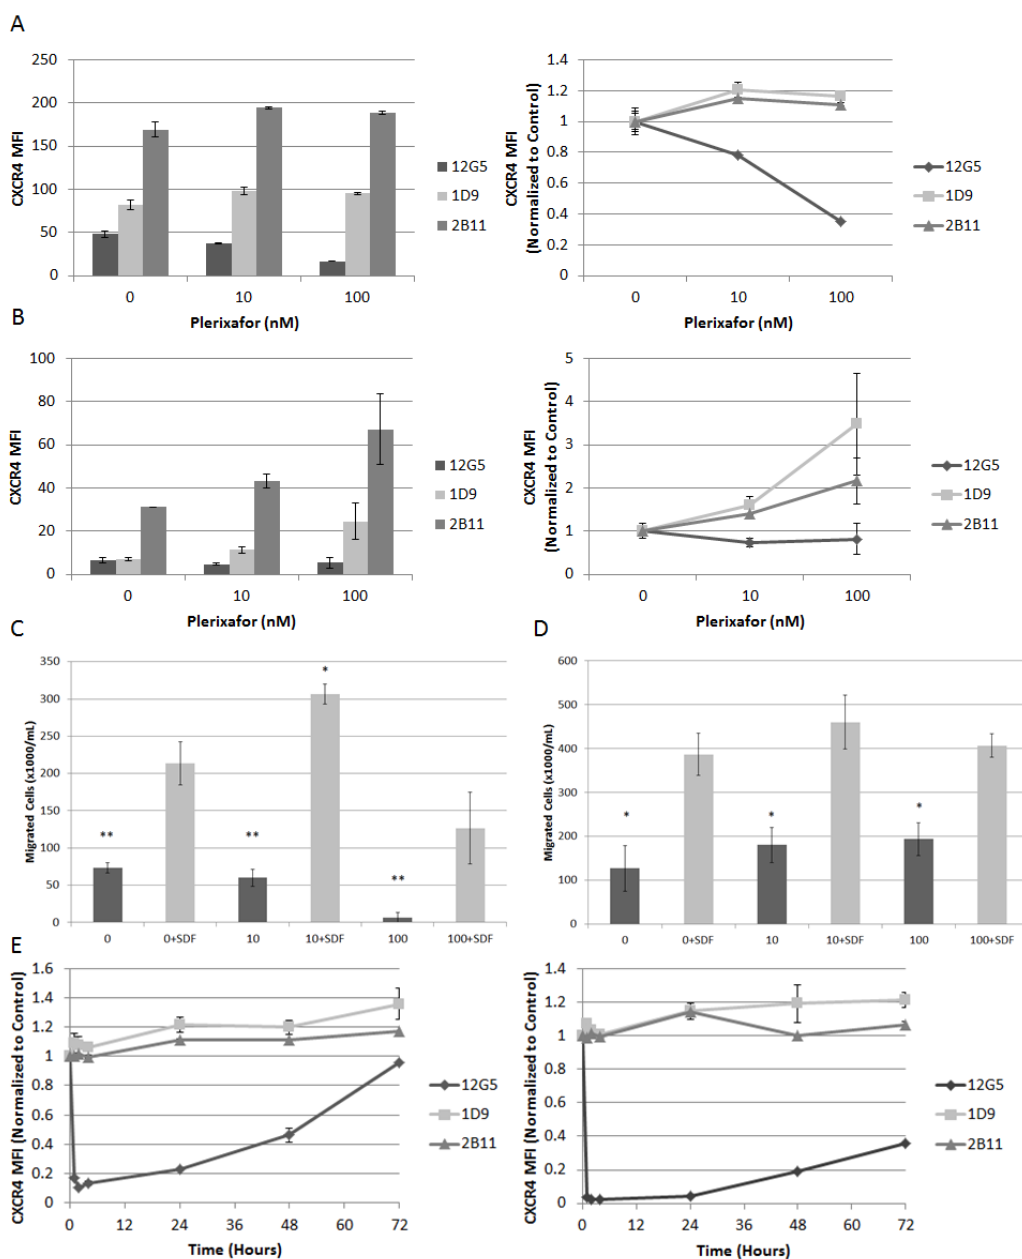 A
CXCR4 MFI
250
200
150
100
50
0
0
10
100
Plerixafor (nM)
12G5
1D9
2B11
CXCR4 MFI
(Normalized to Control)
1.4
1.2
1
0.8
0.6
0.4
0.2
0
0
10
100
Plerixafor (nM)
12G5
1D9
2B11
B
CXCR4 MFI
100
80
60
40
20
0
0
10
100
Plerixafor (nM)
12G5
1D9
2B11
CXCR4 MFI
(Normalized to Control)
5
4
3
2
1
0
0
10
100
Plerixafor (nM)
12G5
1D9
2B11
C
Migrated Cells (x1000/mL)
350
300
250
200
150
100
50
0
**
**
*
**
0
0+SDF
10
10+SDF
100
100+SDF
D
Migrated Cells (x1000/mL)
600
500
400
300
200
100
0
*
*
*
0
0+SDF
10
10+SDF
100
100+SDF
E
CXCR4 MFI (Normalized to Control)
1.6
1.4
1.2
1
0.8
0.6
0.4
0.2
0
0
12
24
36
48
60
72
Time (Hours)
12G5
1D9
2B11
CXCR4 MFI (Normalized to Control)
1.4
1.2
1
0.8
0.6
0.4
0.2
0
0
12
24
36
48
60
72
Time (Hours)
12G5
1D9
2B11